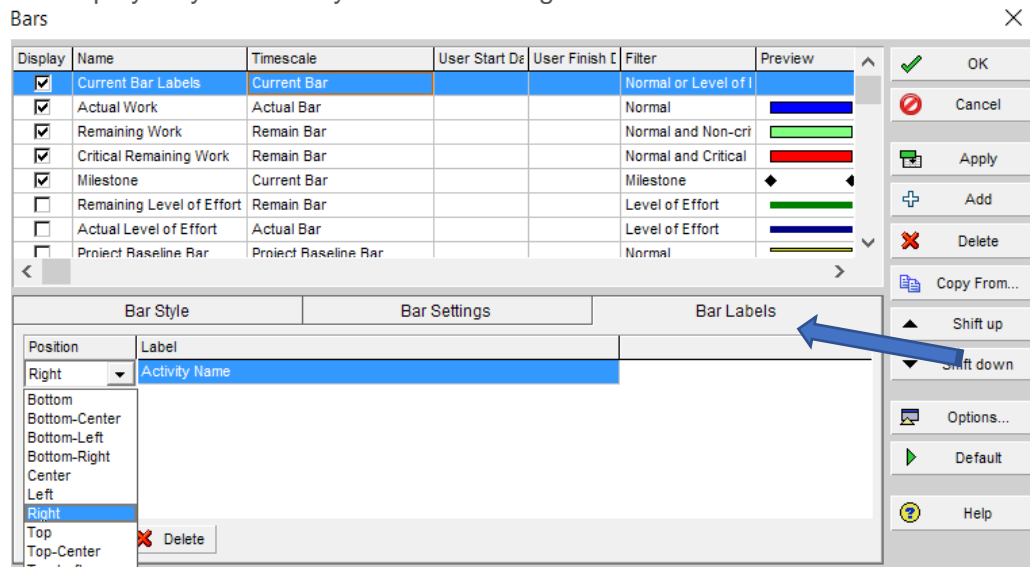 Bars
Display Name Timescale User Start Da User Finish D Filter Preview
Current Bar Labels Current Bar Normal or Level of
Actual Work Actual Bar Normal
Remaining Work Remain Bar Normal and Non-cri
Critical Remaining Work Remain Bar Normal and Critical
Milestone Current Bar Milestone
Remaining Level of Effort Remain Bar Level of Effort
Actual Level of Effort Actual Bar Level of Effort
Project Baseline Bar Project Baseline Bar Normal
OK
Cancel
Apply
Add
Delete
Copy From...
Shift up
Shift down
Options...
Default
Help
Bar Style Bar Settings Bar Labels
Position Label
Right Activity Name
Bottom
Bottom-Center
Bottom-Left
Bottom-Right
Center
Left
Right
Top
Top-Center
Delete